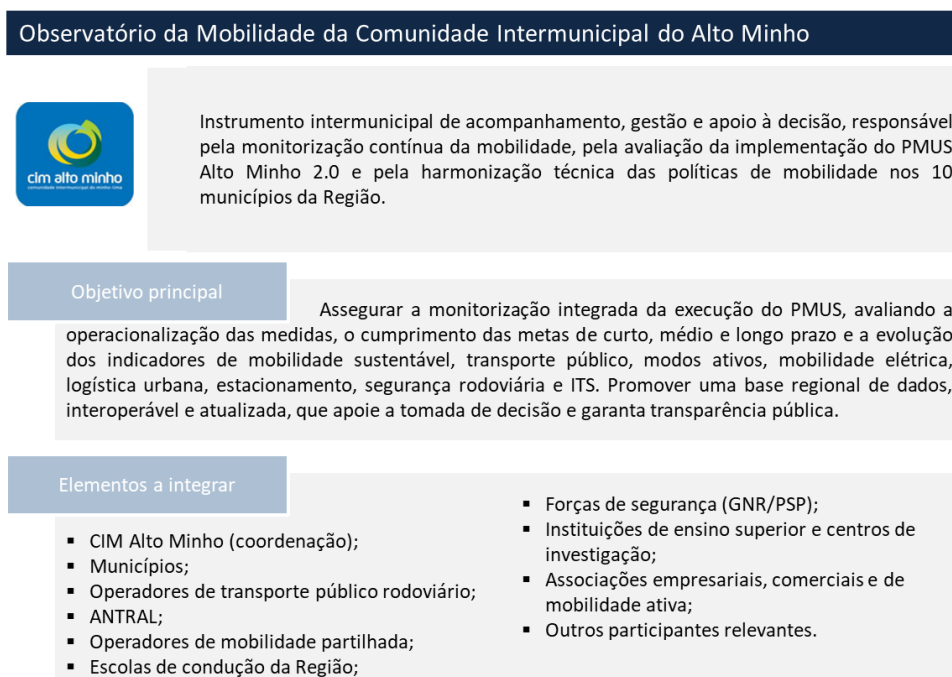 Observatório da Mobilidade da Comunidade Intermunicipal do Alto Minho
cim alto minho
comunidade intermunicipal do minho-lima
Instrumento intermunicipal de acompanhamento, gestão e apoio à decisão, responsável
pela monitorização contínua da mobilidade, pela avaliação da implementação do PMUS
Alto Minho 2.0 e pela harmonização técnica das políticas de mobilidade nos 10
municípios da Região.
Objetivo principal
Assegurar a monitorização integrada da execução do PMUS, avaliando a
operacionalização das medidas, o cumprimento das metas de curto, médio e longo prazo e a evolução
dos indicadores de mobilidade sustentável, transporte público, modos ativos, mobilidade elétrica,
logística urbana, estacionamento, segurança rodoviária e ITS. Promover uma base regional de dados,
interoperável e atualizada, que apoie a tomada de decisão e garanta transparência pública.
Elementos a integrar
▪ CIM Alto Minho (coordenação);
▪ Municípios;
▪ Operadores de transporte público rodoviário;
▪ ANTRAL;
▪ Operadores de mobilidade partilhada;
▪ Escolas de condução da Região;
▪ Forças de segurança (GNR/PSP);
▪ Instituições de ensino superior e centros de
investigação;
▪ Associações empresariais, comerciais e de
mobilidade ativa;
▪ Outros participantes relevantes.